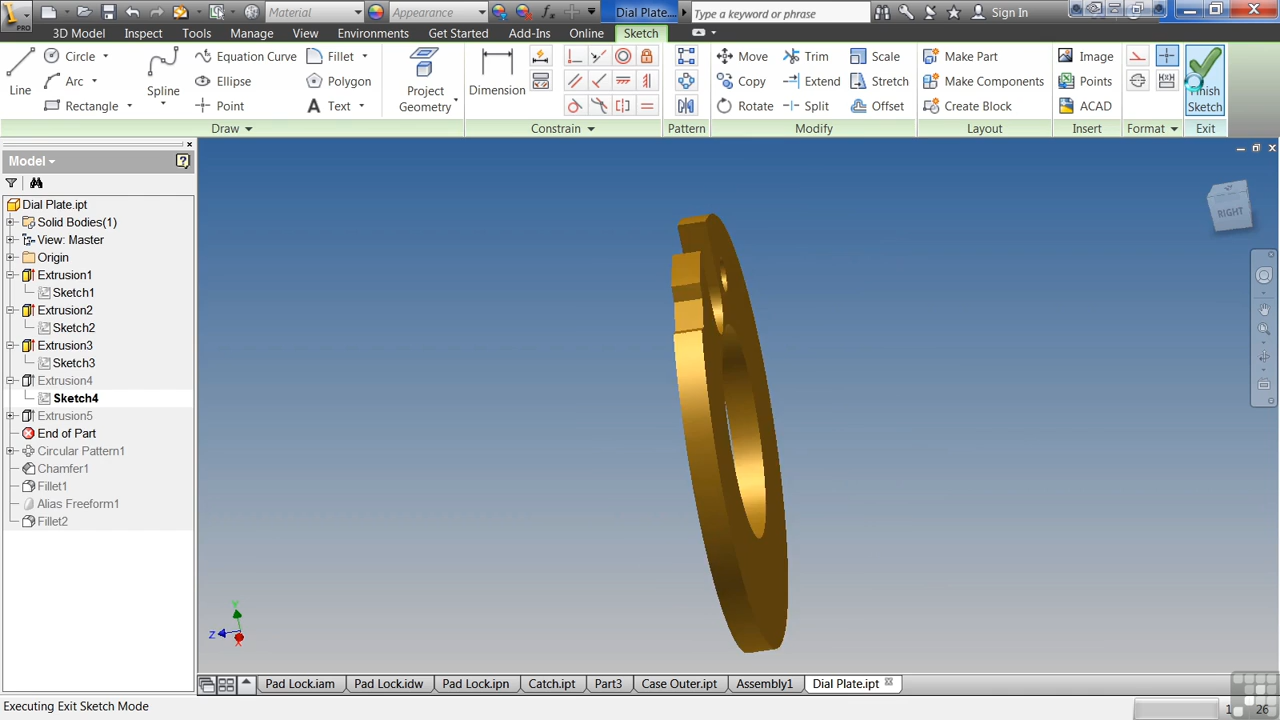 Material
Appearance
Dial Plate....
Type a keyword or phrase
Sign In
PRO
3D Model
Inspect
Tools
Manage
View
Environments
Get Started
Add-Ins
Online
Sketch
Line
Circle
Arc
Rectangle
Spline
Equation Curve
Ellipse
Point
Fillet
Polygon
Text
Project
Geometry
Dimension
Move
Copy
Rotate
Trim
Extend
Split
Scale
Stretch
Offset
Make Part
Make Components
Create Block
Image
Points
ACAD
Finish
Sketch
Draw
Constrain
Pattern
Modify
Layout
Insert
Format
Exit
Model
Dial Plate.ipt
Solid Bodies(1)
View: Master
Origin
Extrusion1
Sketch1
Extrusion2
Sketch2
Extrusion3
Sketch3
Extrusion4
Sketch4
Extrusion5
End of Part
Circular Pattern1
Chamfer1
Fillet1
Alias Freeform1
Fillet2
RIGHT
Y
Z
X
Pad Lock.iam
Pad Lock.idw
Pad Lock.ipn
Catch.ipt
Part3
Case Outer.ipt
Assembly1
Dial Plate.ipt
Executing Exit Sketch Mode
26